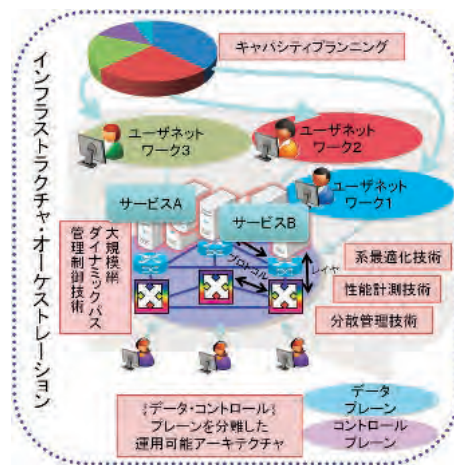 インフラストラクチャ・オーケストレーション
キャパシティプランニング
ユーザネット
ワーク3
ユーザネット
ワーク2
ユーザネット
ワーク1
サービスA
サービスB
大規模網
ダイナミックパス
管理制御技術
プロトコル
レイヤ
系最適化技術
性能計測技術
分散管理技術
{データ・コントロール}
プレーンを分離した
運用可能アーキテクチャ
データ
プレーン
コントロール
プレーン